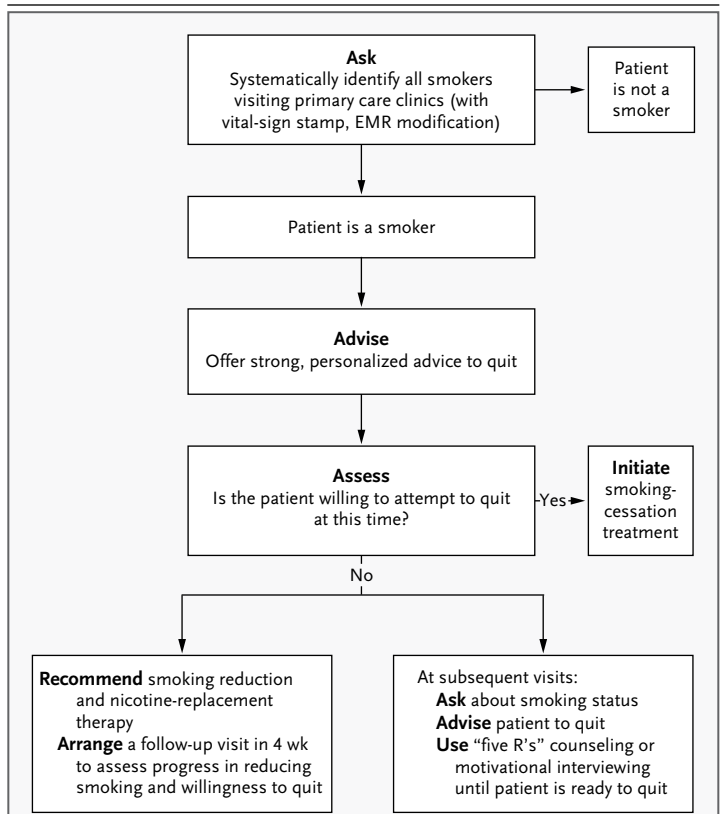 Ask
Systematically identify all smokers
visiting primary care clinics (with
vital-sign stamp, EMR modification)
Patient
is not a
smoker
Patient is a smoker
Advise
Offer strong, personalized advice to quit
Assess
Is the patient willing to attempt to quit
at this time?
Yes
Initiate
smoking-
cessation
treatment
No
Recommend smoking reduction
and nicotine-replacement
therapy
Arrange a follow-up visit in 4 wk
to assess progress in reducing
smoking and willingness to quit
At subsequent visits:
Ask about smoking status
Advise patient to quit
Use “five R’s” counseling or
motivational interviewing
until patient is ready to quit